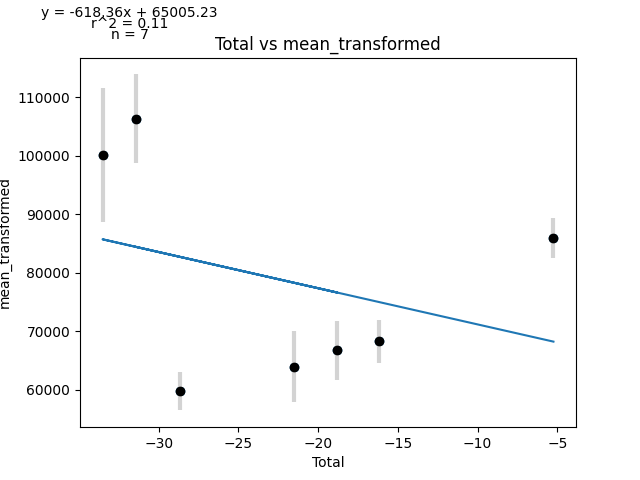 y = -618.36x + 65005.23
r^2 = 0.11
n = 7
Total vs mean_transformed
mean_transformed
110000
100000
90000
80000
70000
60000
−30
−25
−20
−15
−10
−5
Total